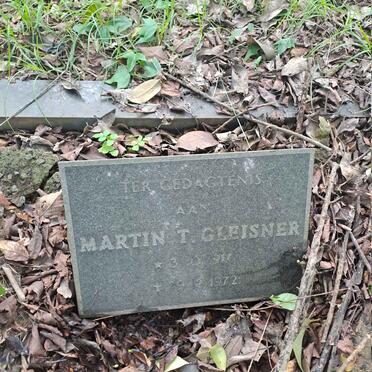 TER GEDAGTENIS
AAN
MARTIN T. GLEISNER
1972